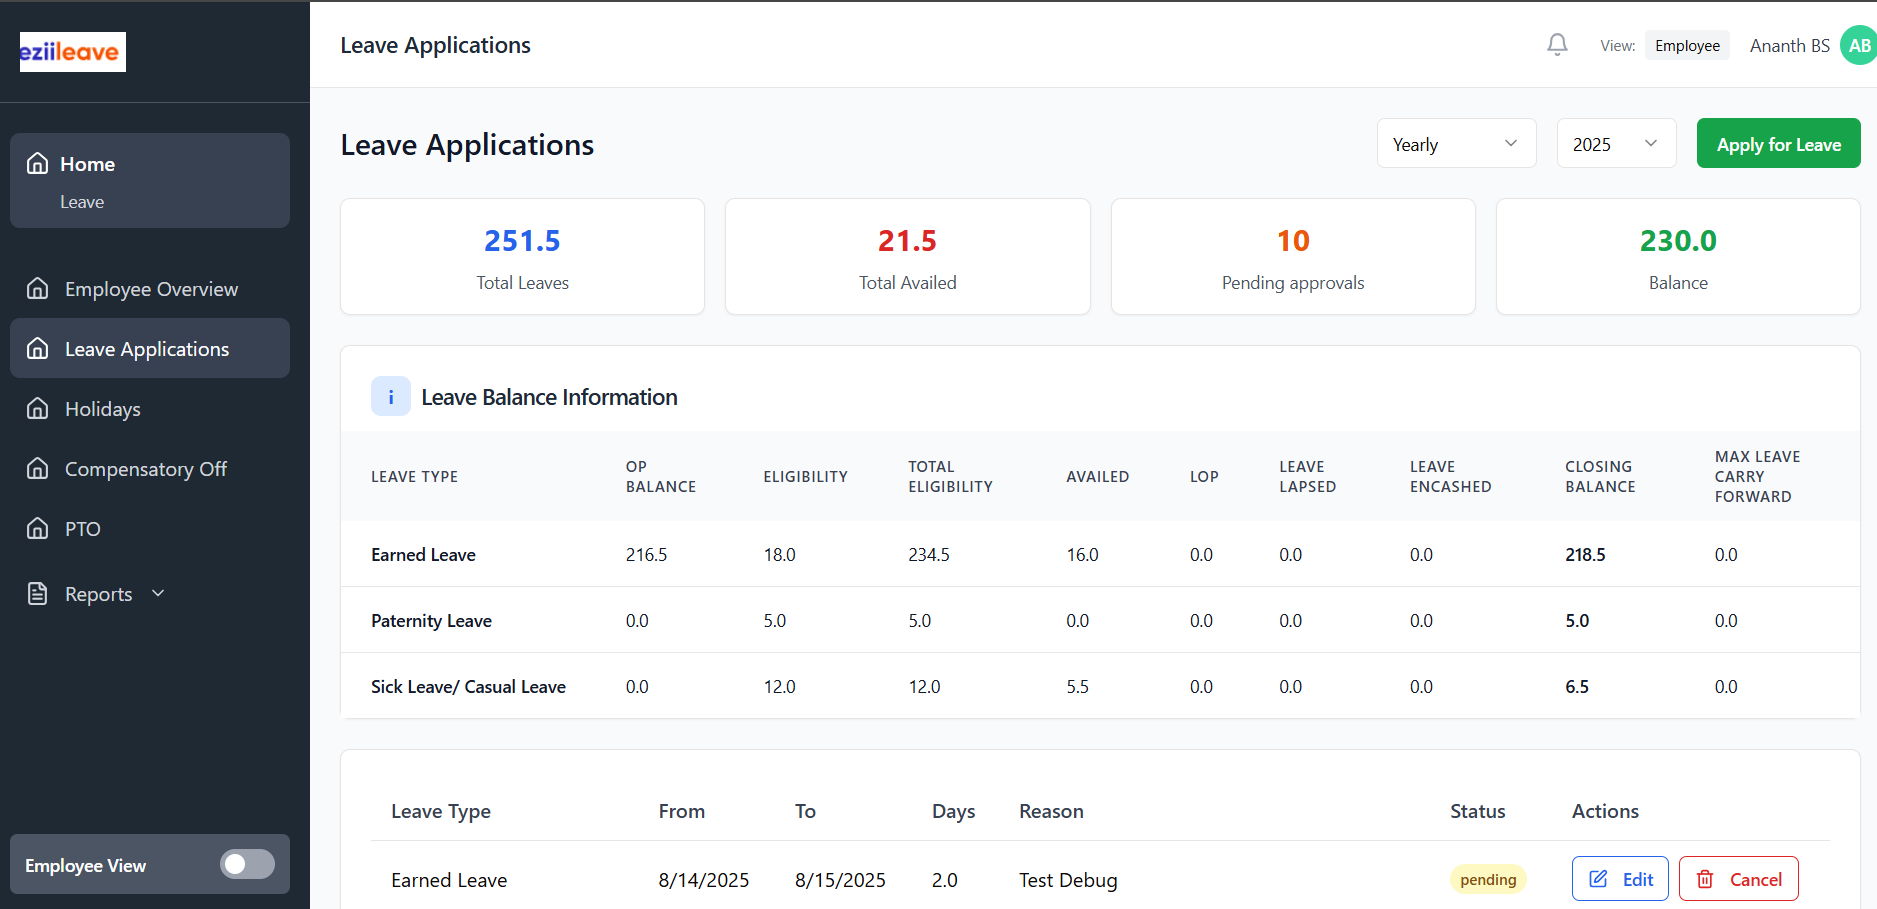 eziileave
Leave Applications
View: Employee Ananth BS AB
Home
Leave
Employee Overview
Leave Applications
Holidays
Compensatory Off
PTO
Reports
Employee View
Leave Applications
Yearly 2025 Apply for Leave
251.5 21.5 10 230.0
Total Leaves Total Availed Pending approvals Balance
i Leave Balance Information
LEAVE TYPE OP BALANCE ELIGIBILITY TOTAL ELIGIBILITY AVAILED LOP LEAVE LAPSED LEAVE ENCASHED CLOSING BALANCE MAX LEAVE CARRY FORWARD
Earned Leave 216.5 18.0 234.5 16.0 0.0 0.0 0.0 218.5 0.0
Paternity Leave 0.0 5.0 5.0 0.0 0.0 0.0 0.0 5.0 0.0
Sick Leave/ Casual Leave 0.0 12.0 12.0 5.5 0.0 0.0 0.0 6.5 0.0
Leave Type From To Days Reason Status Actions
Earned Leave 8/14/2025 8/15/2025 2.0 Test Debug pending Edit Cancel